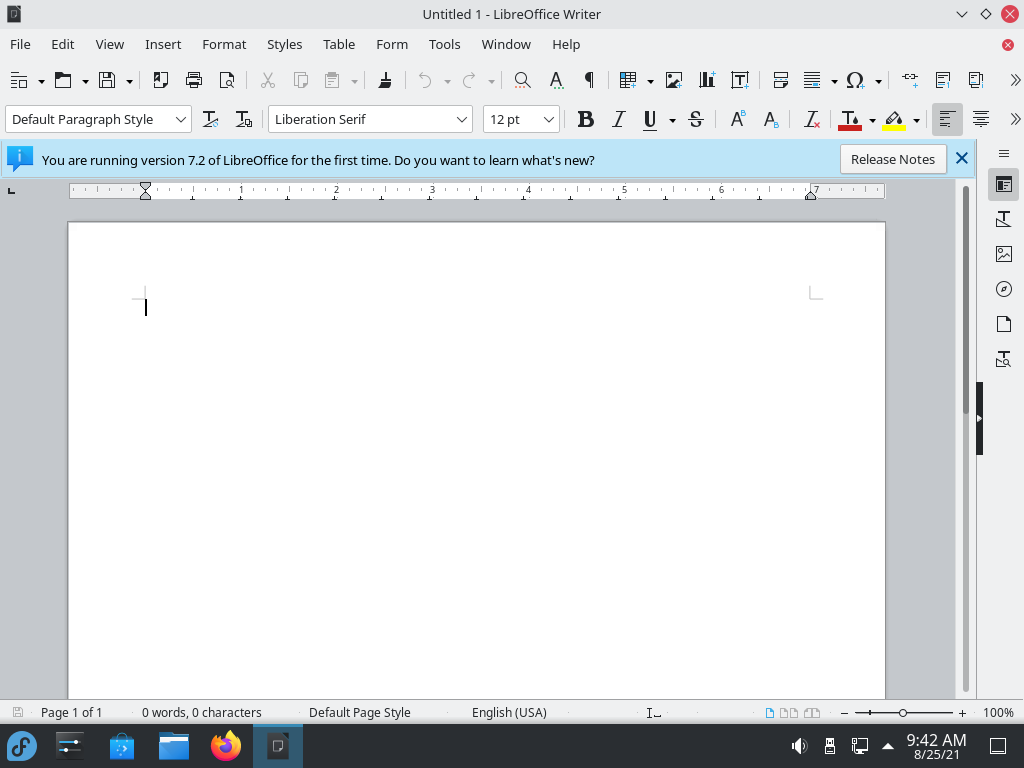 Untitled 1 - LibreOffice Writer
File Edit View Insert Format Styles Table Form Tools Window Help
Default Paragraph Style Liberation Serif 12 pt
You are running version 7.2 of LibreOffice for the first time. Do you want to learn what's new? Release Notes
1 2 3 4 5 6 7
Page 1 of 1 0 words, 0 characters Default Page Style English (USA) 100%
9:42 AM
8/25/21